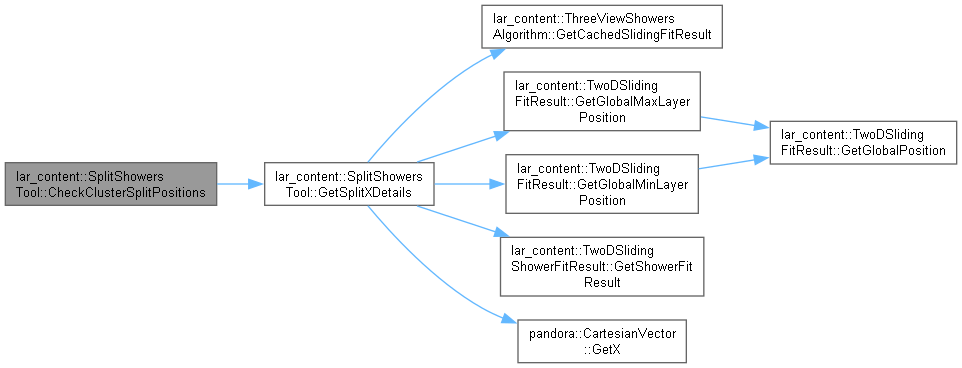 lar_content::SplitShowers
Tool::CheckClusterSplitPositions
lar_content::SplitShowers
Tool::GetSplitXDetails
lar_content::ThreeViewShowers
Algorithm::GetCachedSlidingFitResult
lar_content::TwoDSliding
FitResult::GetGlobalMaxLayer
Position
lar_content::TwoDSliding
FitResult::GetGlobalMinLayer
Position
lar_content::TwoDSliding
ShowerFitResult::GetShowerFit
Result
pandora::CartesianVector
::GetX
lar_content::TwoDSliding
FitResult::GetGlobalPosition